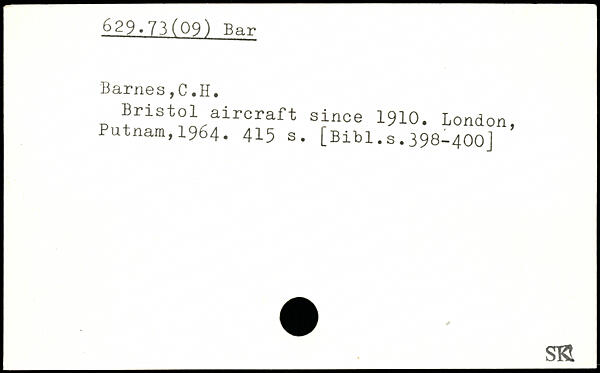 629.73(09) Bar
Barnes,C.H.
Bristol aircraft since 1910. London,
Putnam,1964. 415 s. [Bibl.s.398-400]
SK